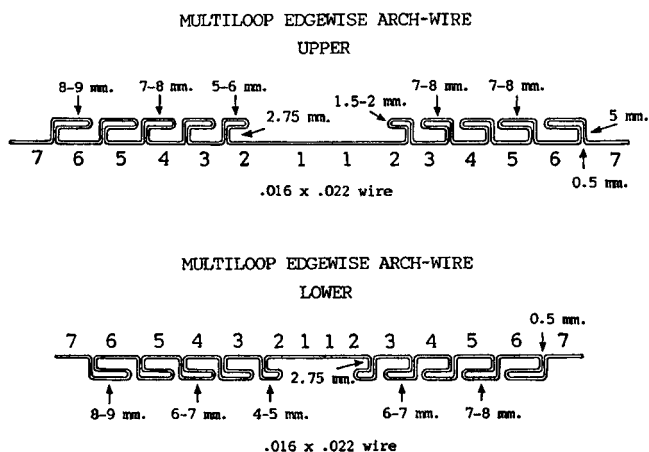 MULTILOOP EDGEWISE ARCH-WIRE
UPPER
8-9 mm. 7-8 mm. 5-6 mm. 7-8 mm. 7-8 mm.
1.5-2 mm.
2.75 mm. 5 mm.
7 6 5 4 3 2 1 1 2 3 4 5 6 7
0.5 mm.
.016 x .022 wire
MULTILOOP EDGEWISE ARCH-WIRE
LOWER
0.5 mm.
7 6 5 4 3 2 1 1 2 3 4 5 6 7
2.75 mm.
8-9 mm. 6-7 mm. 4-5 mm. 6-7 mm. 7-8 mm.
.016 x .022 wire